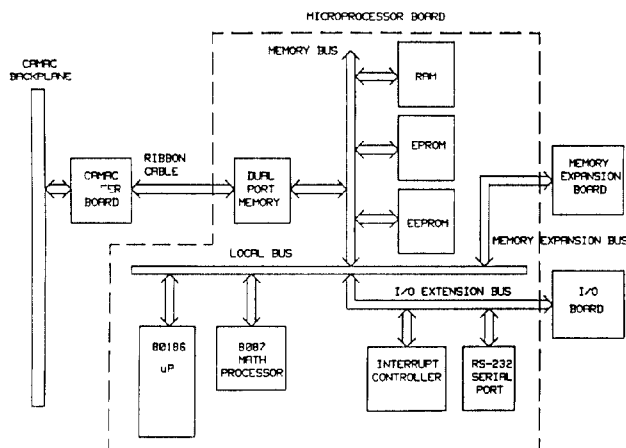 MICROPROCESSOR BOARD
CAMAC
BACKPLANE
MEMORY BUS
RAM
EPROM
EEPROM
CAMAC
BOARD
RIBBON
CABLE
DUAL
PORT
MEMORY
MEMORY
EXPANSION
BOARD
MEMORY EXPANSION BUS
LOCAL BUS
I/O EXTENSION BUS
I/O
BOARD
80186
uP
8087
MATH
PROCESSOR
INTERRUPT
CONTROLLER
RS-232
SERIAL
PORT